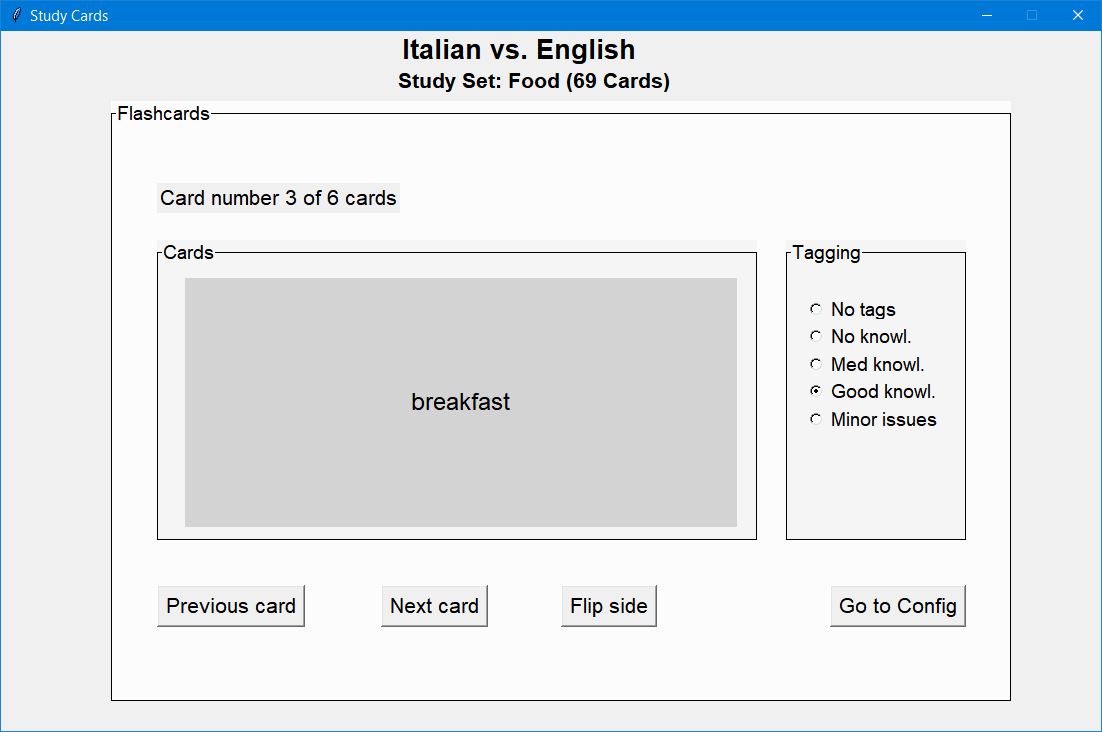 Study Cards
Italian vs. English
Study Set: Food (69 Cards)
Flashcards
Card number 3 of 6 cards
Cards
breakfast
Tagging
No tags
No knowl.
Med knowl.
Good knowl.
Minor issues
Previous card
Next card
Flip side
Go to Config